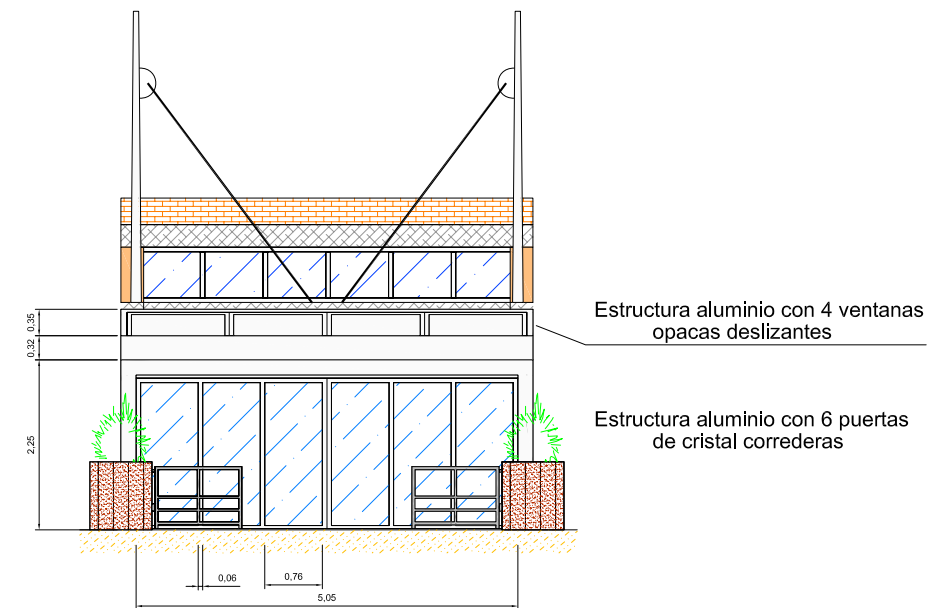 0,35
0.32
2,25
Estructura aluminio con 4 ventanas
opacas deslizantes
Estructura aluminio con 6 puertas
de cristal correderas
0,06
0,76
5,05